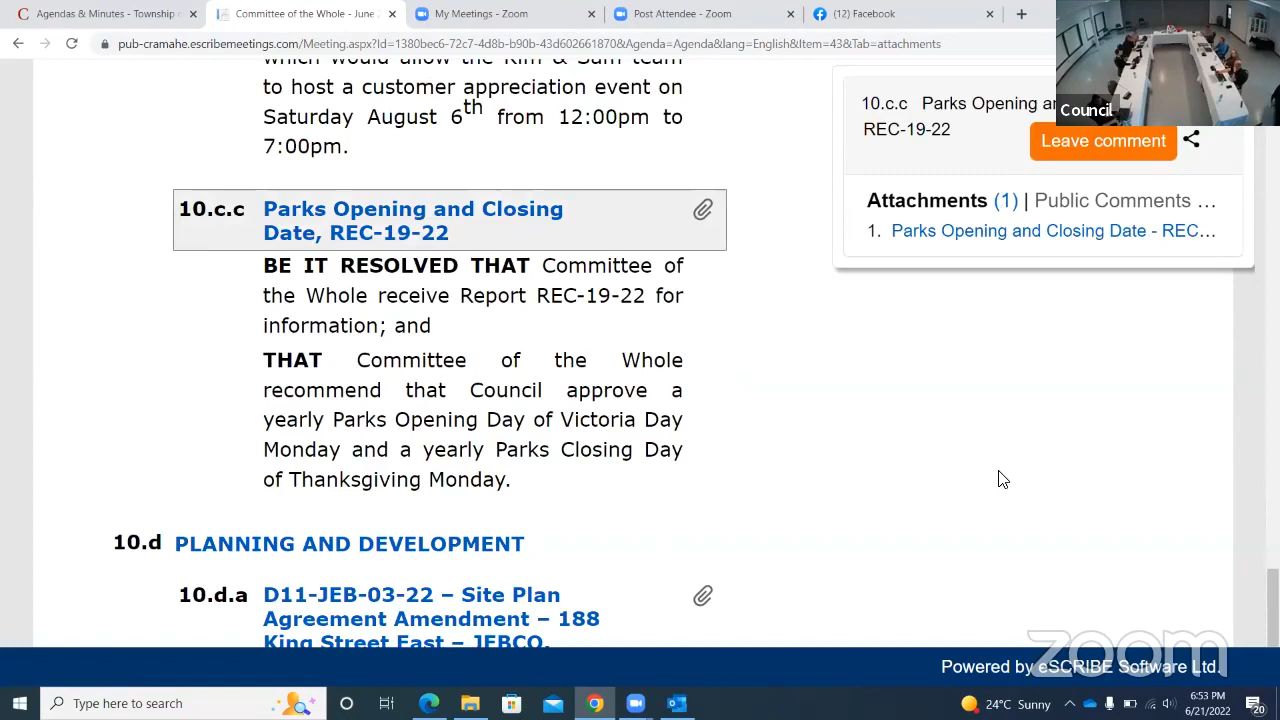 Agendas & Minutes - Township c
Committee of the Whole - June
My Meetings - Zoom
Post Attendee - Zoom
(12) Facebook
pub-cramahe.escribemeetings.com/Meeting.aspx?Id=1380bec6-72c7-4d8b-b90b-43d602661870&Agenda=Agenda&lang=English&Item=43&Tab=attachments
Council
which would allow the Kim & Sam team
to host a customer appreciation event on
Saturday August 6th from 12:00pm to
7:00pm.
10.c.c Parks Opening and Closing
Date, REC-19-22
BE IT RESOLVED THAT Committee of
the Whole receive Report REC-19-22 for
information; and
THAT Committee of the Whole
recommend that Council approve a
yearly Parks Opening Day of Victoria Day
Monday and a yearly Parks Closing Day
of Thanksgiving Monday.
10.d PLANNING AND DEVELOPMENT
10.d.a D11-JEB-03-22 – Site Plan
Agreement Amendment – 188
King Street East – JEBCO,
10.c.c Parks Opening a
REC-19-22
Leave comment
Attachments (1) | Public Comments ...
1. Parks Opening and Closing Date - REC...
zoom
Powered by eSCRIBE Software Ltd.
Type here to search
24°C Sunny
6:53 PM
6/21/2022
20